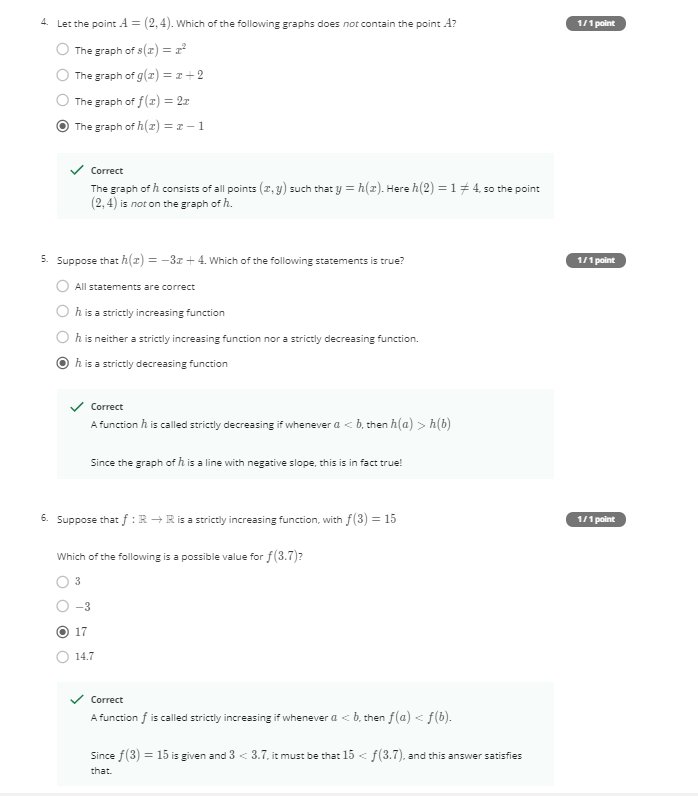 4. Let the point A = (2, 4). Which of the following graphs does not contain the point A?
1 / 1 point
The graph of s(x) = x²
The graph of g(x) = x + 2
The graph of f(x) = 2x
The graph of h(x) = x − 1
Correct
The graph of h consists of all points (x, y) such that y = h(x). Here h(2) = 1 ≠ 4, so the point
(2, 4) is not on the graph of h.
5. Suppose that h(x) = −3x + 4. Which of the following statements is true?
1 / 1 point
All statements are correct
h is a strictly increasing function
h is neither a strictly increasing function nor a strictly decreasing function.
h is a strictly decreasing function
Correct
A function h is called strictly decreasing if whenever a < b, then h(a) > h(b)
Since the graph of h is a line with negative slope, this is in fact true!
6. Suppose that f : ℝ → ℝ is a strictly increasing function, with f(3) = 15
1 / 1 point
Which of the following is a possible value for f(3.7)?
3
−3
17
14.7
Correct
A function f is called strictly increasing if whenever a < b, then f(a) < f(b).
Since f(3) = 15 is given and 3 < 3.7, it must be that 15 < f(3.7), and this answer satisfies
that.